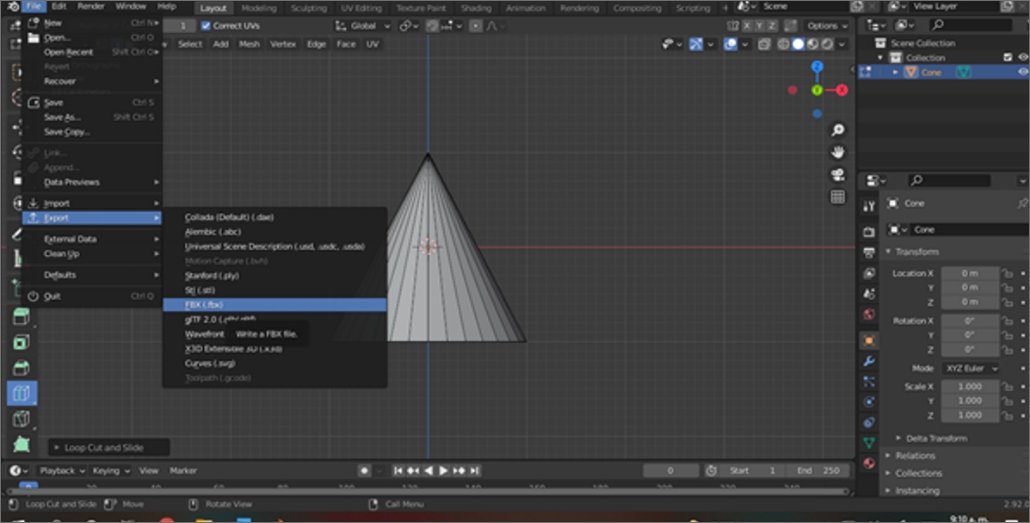 File Edit Render Window Help Layout Modeling Sculpting UV Editing Texture Paint Shading Animation Rendering Compositing Scripting Scene View Layer
New Ctrl N
1 Correct UVs Global X Y Z Options
Open... Ctrl O
Open Recent Shift Ctrl O
Select Add Mesh Vertex Edge Face UV
Scene Collection
Revert
Collection
Recover
Cone
Z
Y X
Save Ctrl S
Save As... Shift Ctrl S
Save Copy...
Link...
Append...
Data Previews
Import
Export
External Data
Clean Up
Defaults
Quit Ctrl Q
Collada (Default) (.dae)
Alembic (.abc)
Universal Scene Description (.usd, .usdc, .usda)
Motion Capture (.bvh)
Stanford (.ply)
Stl (.stl)
FBX (.fbx)
glTF 2.0
Wavefront
Write a FBX file.
X3D Extensible 3D (.x3d)
Curves (.svg)
Toolpath (.gcode)
Cone
Cone
Transform
Location X 0 m
Y 0 m
Z 0 m
Rotation X 0°
Y 0°
Z 0°
Mode XYZ Euler
Scale X 1.000
Y 1.000
Z 1.000
Delta Transform
Relations
Collections
Instancing
Loop Cut and Slide
Playback Keying View Marker 0 Start 1 End 250
Loop Cut and Slide Move Rotate View Call Menu 2.92.0